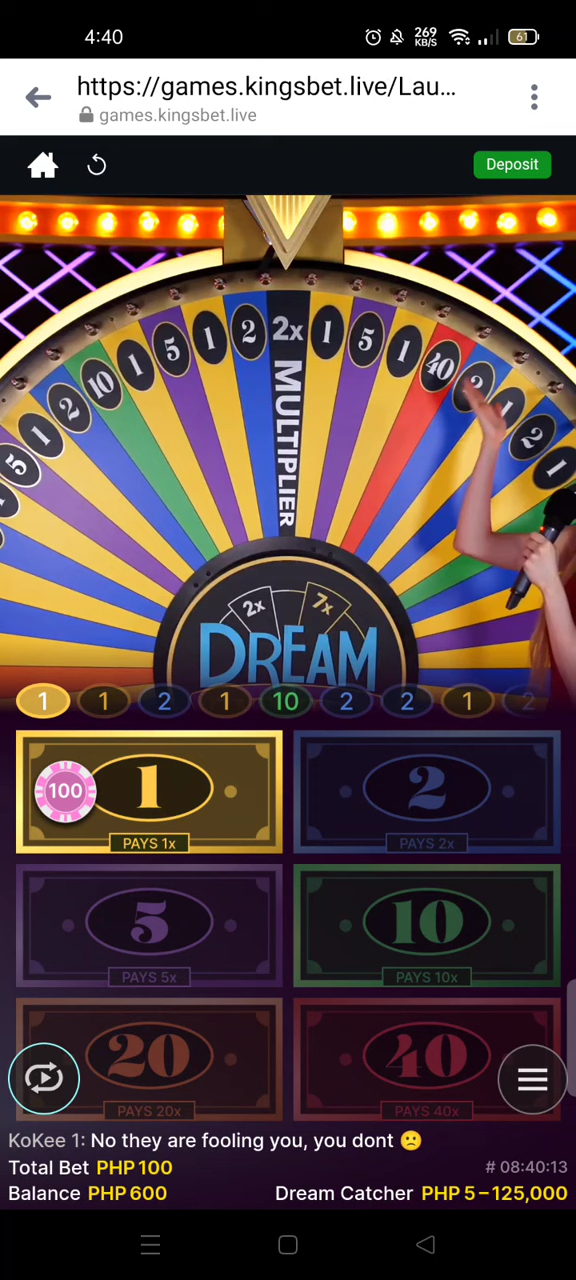 4:40
269
KB/S
61
https://games.kingsbet.live/Lau...
games.kingsbet.live
Deposit
5 1 2 10 1 5 1 2 2x 1 5 1 40 2 1 2 1
MULTIPLIER
2x 7x
DREAM
1 1 2 1 10 2 2 1 2
100 1 2
PAYS 1x PAYS 2x
5 10
PAYS 5x PAYS 10x
20 40
PAYS 20x PAYS 40x
KoKee 1: No they are fooling you, you dont 🙁
Total Bet PHP 100 # 08:40:13
Balance PHP 600 Dream Catcher PHP 5–125,000